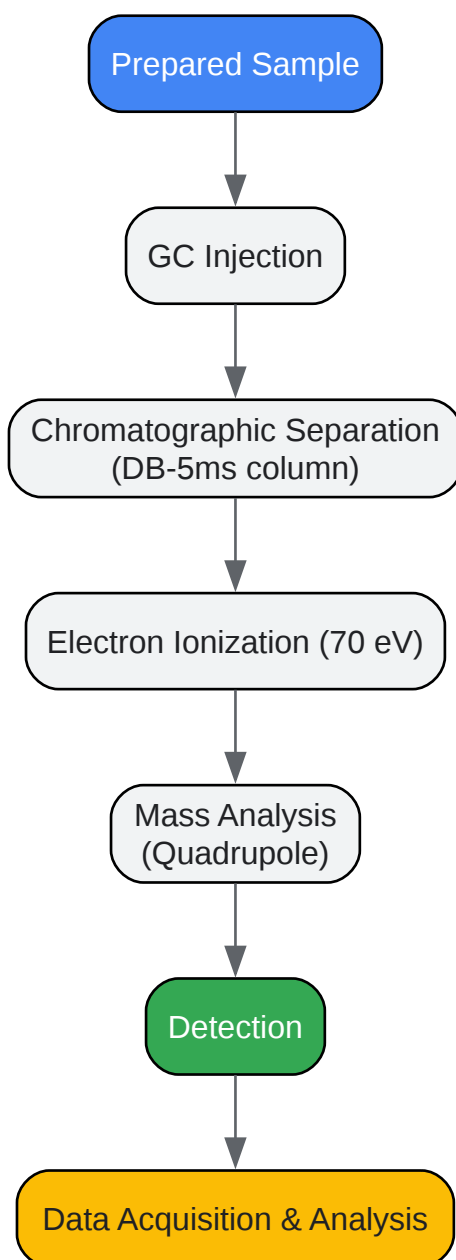 Prepared Sample
GC Injection
Chromatographic Separation
(DB-5ms column)
Electron Ionization (70 eV)
Mass Analysis
(Quadrupole)
Detection
Data Acquisition & Analysis